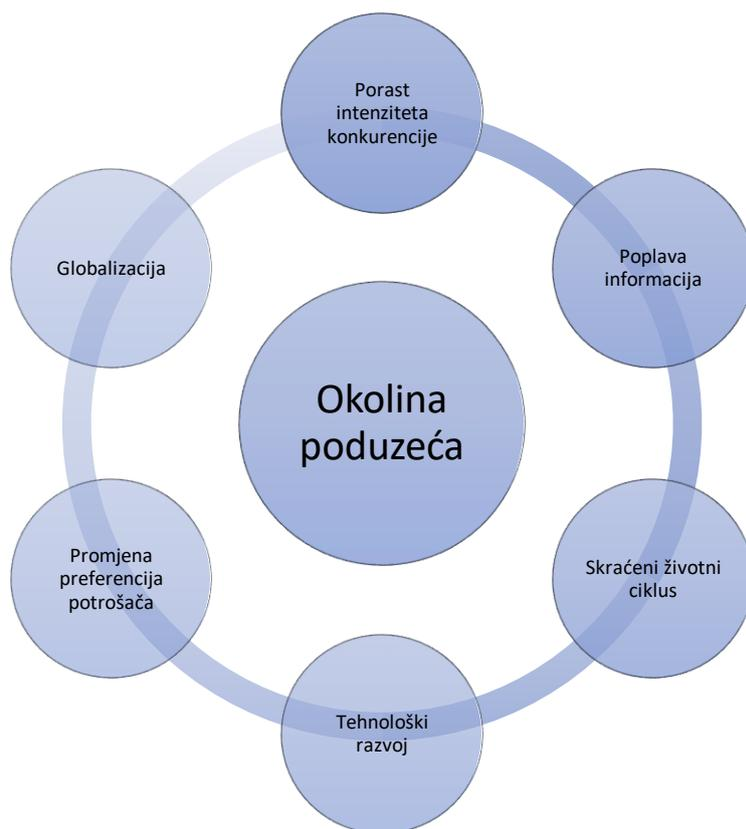 Porast
intenziteta
konkurencije
Poplava
informacija
Skraćeni životni
ciklus
Tehnološki
razvoj
Promjena
preferencija
potrošača
Globalizacija
Okolina
poduzeća